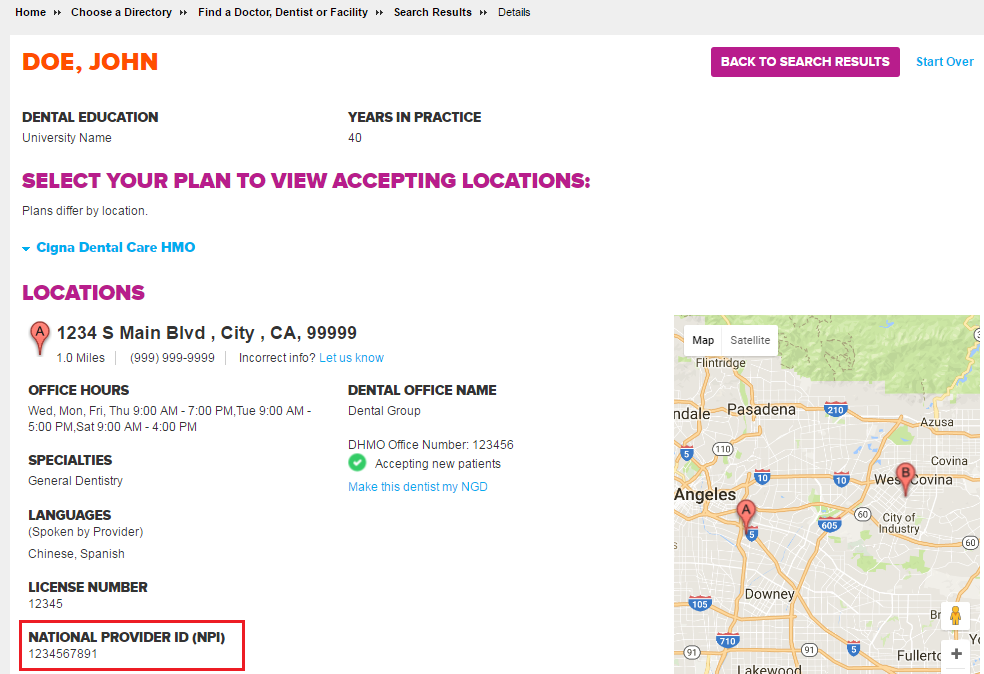 Home ›› Choose a Directory ›› Find a Doctor, Dentist or Facility ›› Search Results ›› Details
DOE, JOHN
BACK TO SEARCH RESULTS
Start Over
DENTAL EDUCATION
University Name
YEARS IN PRACTICE
40
SELECT YOUR PLAN TO VIEW ACCEPTING LOCATIONS:
Plans differ by location.
Cigna Dental Care HMO
LOCATIONS
A
1234 S Main Blvd , City , CA, 99999
1.0 Miles | (999) 999-9999 | Incorrect info? Let us know
OFFICE HOURS
Wed, Mon, Fri, Thu 9:00 AM - 7:00 PM,Tue 9:00 AM -
5:00 PM,Sat 9:00 AM - 4:00 PM
SPECIALTIES
General Dentistry
LANGUAGES
(Spoken by Provider)
Chinese, Spanish
LICENSE NUMBER
12345
NATIONAL PROVIDER ID (NPI)
1234567891
DENTAL OFFICE NAME
Dental Group
DHMO Office Number: 123456
Accepting new patients
Make this dentist my NGD
Map
Satellite
Flintridge
ndale
Pasadena
210
Azusa
5
110
Covina
10
10
B
West Covina
Angeles
A
5
60
605
City of
Industry
60
Downey
105
Br
710
91
91
5
Fullerto
Y
Lakewood
+